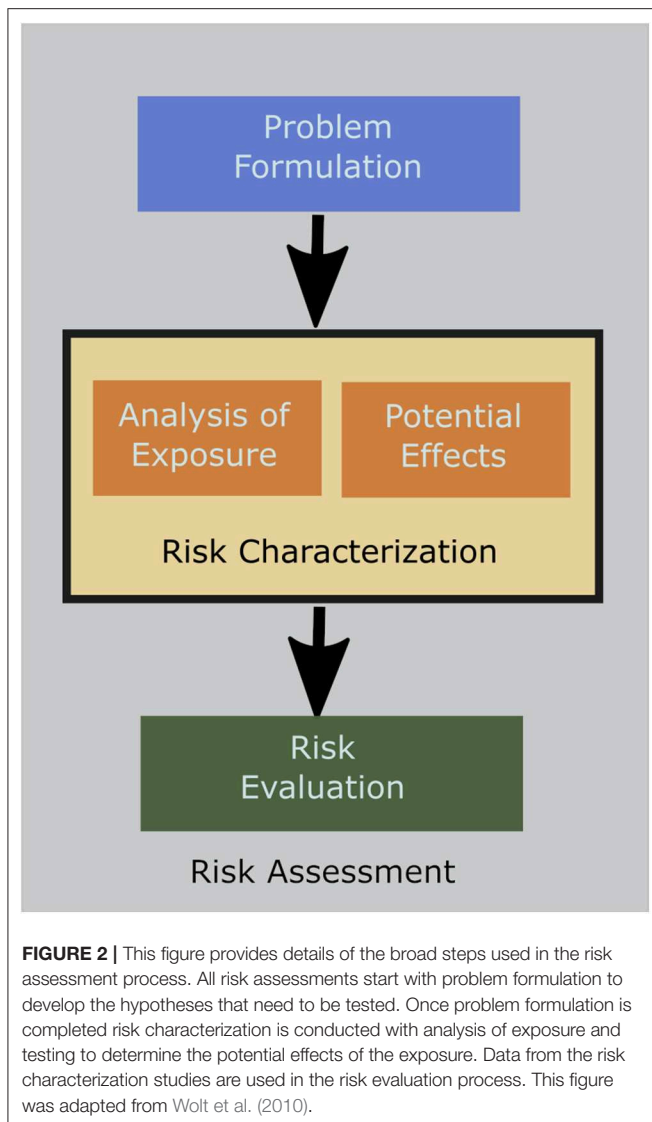 Problem
Formulation
Analysis of
Exposure
Potential
Effects
Risk Characterization
Risk
Evaluation
Risk Assessment
FIGURE 2 | This figure provides details of the broad steps used in the risk
assessment process. All risk assessments start with problem formulation to
develop the hypotheses that need to be tested. Once problem formulation is
completed risk characterization is conducted with analysis of exposure and
testing to determine the potential effects of the exposure. Data from the risk
characterization studies are used in the risk evaluation process. This figure
was adapted from Wolt et al. (2010).